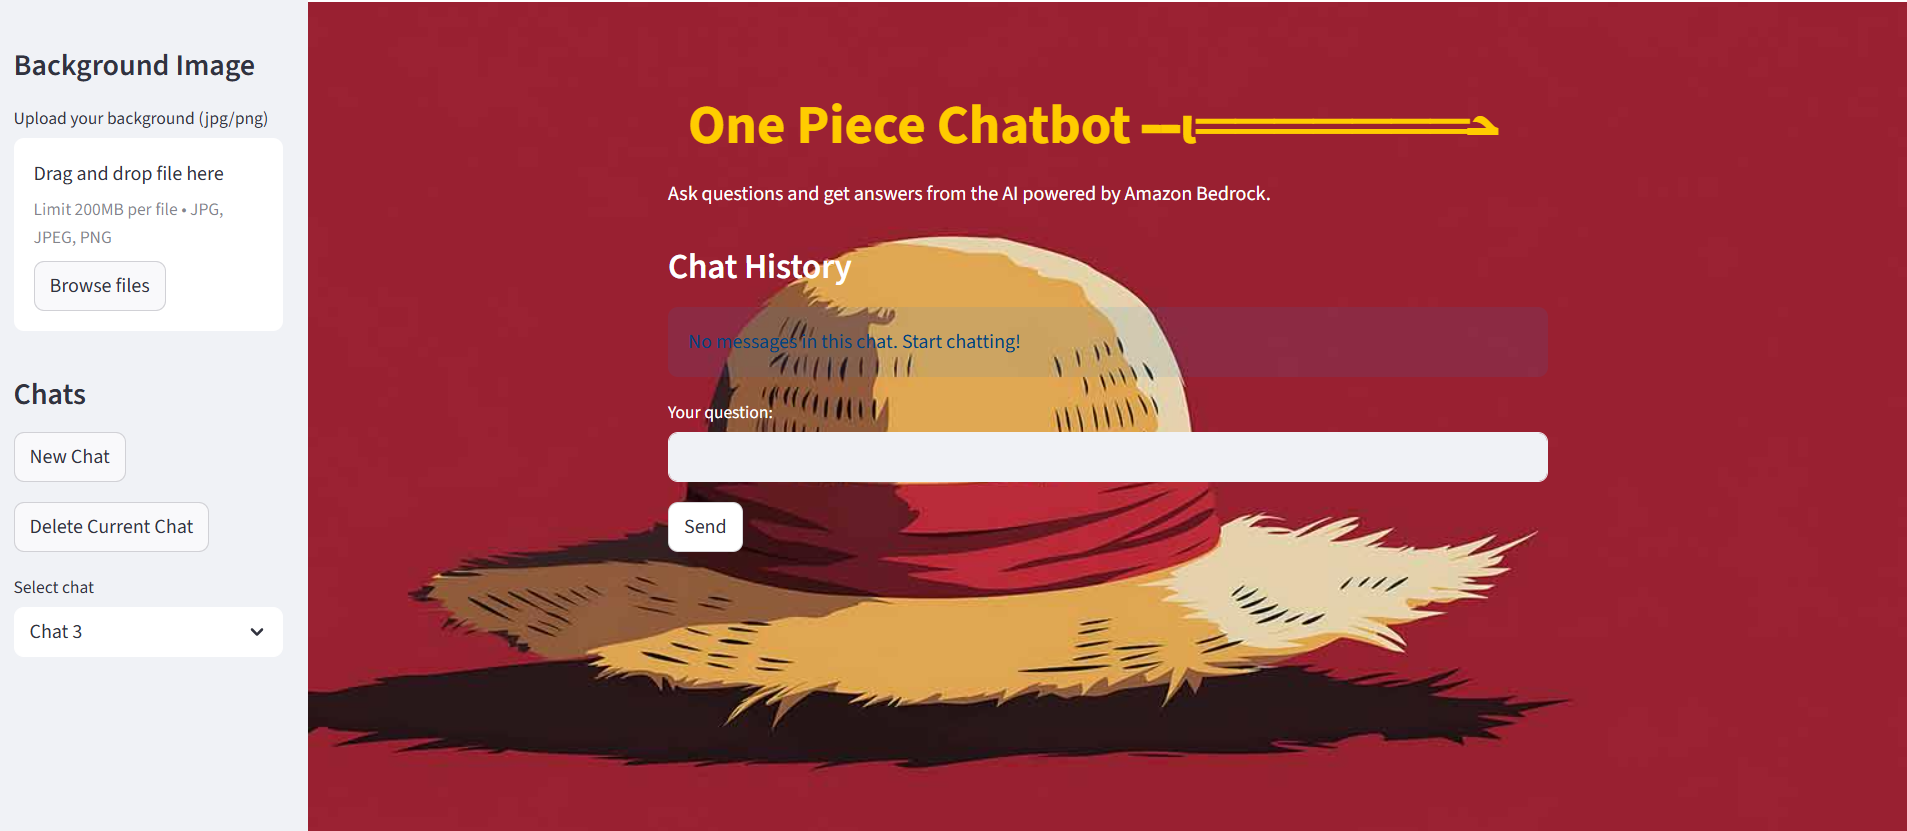 Background Image
Upload your background (jpg/png)
Drag and drop file here
Limit 200MB per file • JPG,
JPEG, PNG
Browse files
Chats
New Chat
Delete Current Chat
Select chat
Chat 3
One Piece Chatbot ▬ι═══════ﺤ
Ask questions and get answers from the AI powered by Amazon Bedrock.
Chat History
No messages in this chat. Start chatting!
Your question:
Send